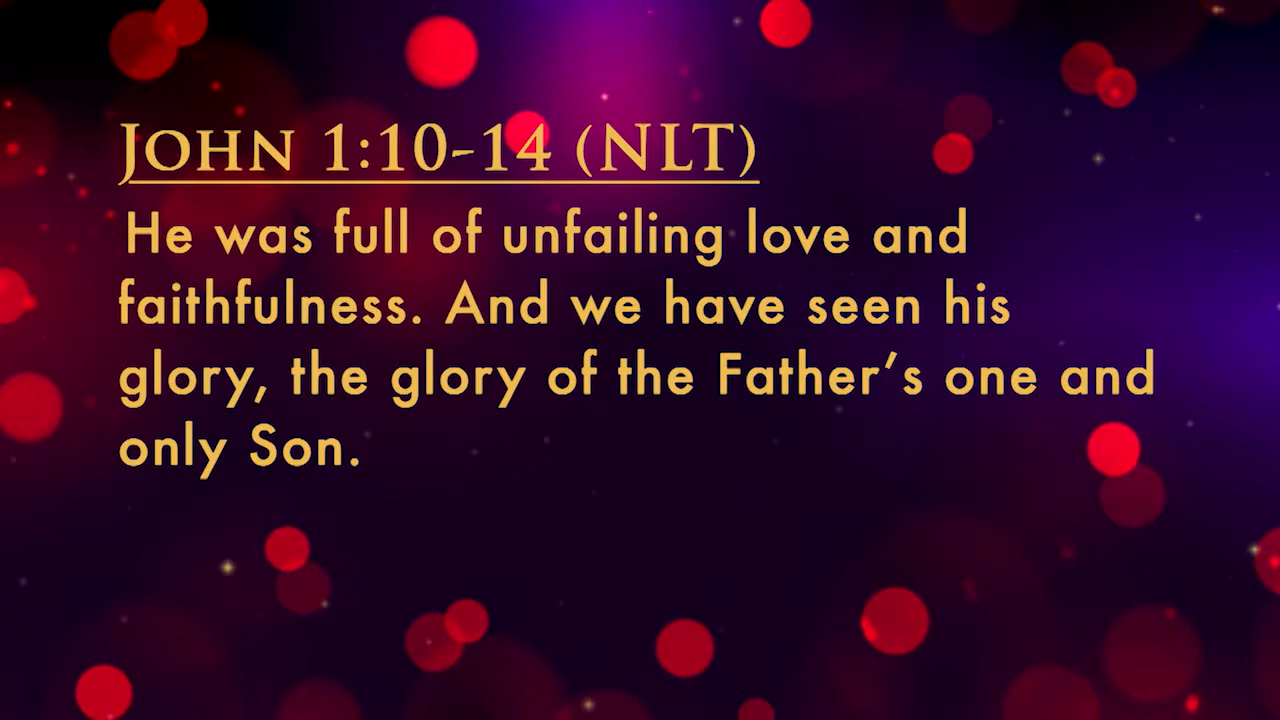 John 1:10-14 (NLT)
He was full of unfailing love and
faithfulness. And we have seen his
glory, the glory of the Father’s one and
only Son.